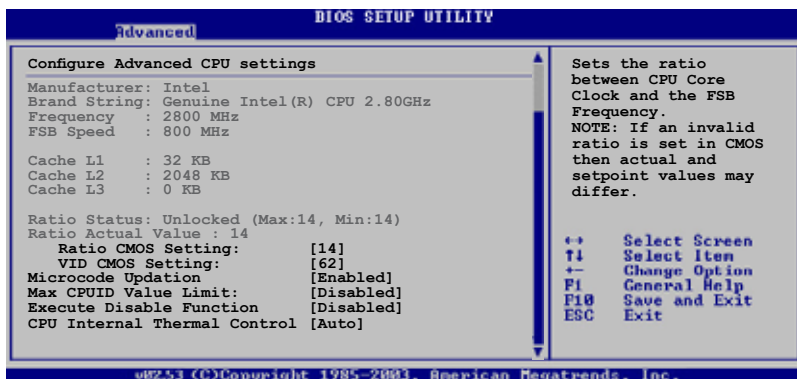 BIOS SETUP UTILITY
Advanced
Configure Advanced CPU settings
Manufacturer: Intel
Brand String: Genuine Intel(R) CPU 2.80GHz
Frequency : 2800 MHz
FSB Speed : 800 MHz
Cache L1 : 32 KB
Cache L2 : 2048 KB
Cache L3 : 0 KB
Ratio Status: Unlocked (Max:14, Min:14)
Ratio Actual Value : 14
Ratio CMOS Setting: [14]
VID CMOS Setting: [62]
Microcode Updation [Enabled]
Max CPUID Value Limit: [Disabled]
Execute Disable Function [Disabled]
CPU Internal Thermal Control [Auto]
Sets the ratio
between CPU Core
Clock and the FSB
Frequency.
NOTE: If an invalid
ratio is set in CMOS
then actual and
setpoint values may
differ.
↔ Select Screen
↑↓ Select Item
+- Change Option
F1 General Help
F10 Save and Exit
ESC Exit
v02.53 (C)Copyright 1985-2003, American Megatrends, Inc.